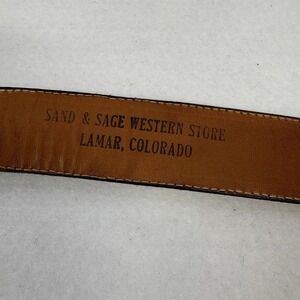 SAND & SAGE WESTERN STORE
LAMAR, COLORADO